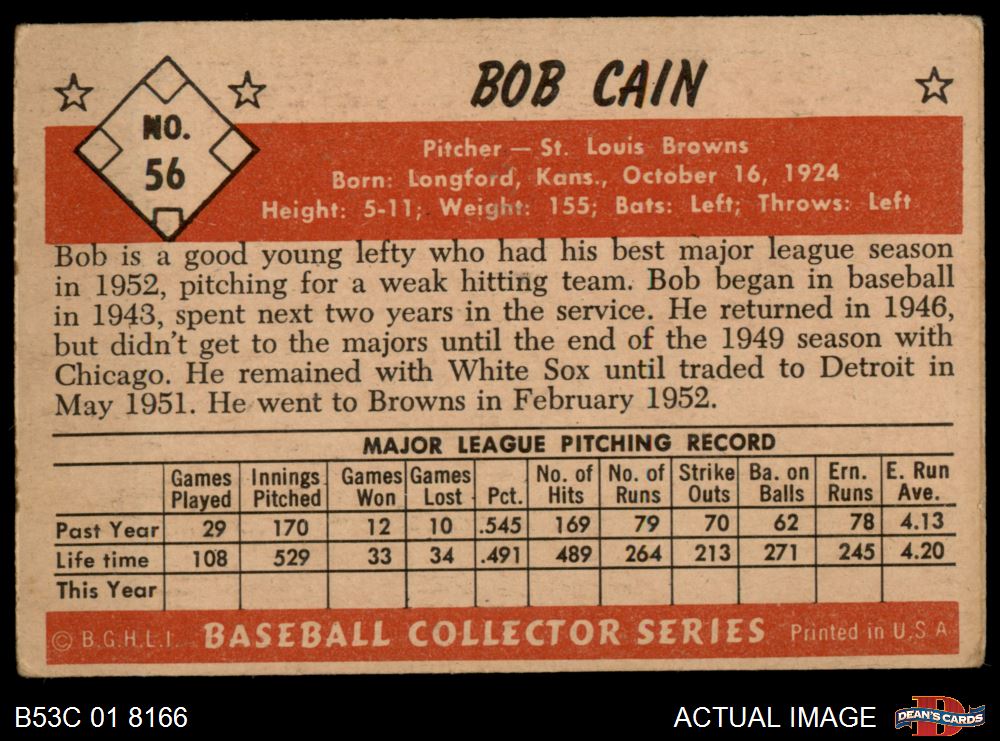 NO.
56
BOB CAIN
Pitcher — St. Louis Browns
Born: Longford, Kans., October 16, 1924
Height: 5-11; Weight: 155; Bats: Left; Throws: Left
Bob is a good young lefty who had his best major league season
in 1952, pitching for a weak hitting team. Bob began in baseball
in 1943, spent next two years in the service. He returned in 1946,
but didn't get to the majors until the end of the 1949 season with
Chicago. He remained with White Sox until traded to Detroit in
May 1951. He went to Browns in February 1952.
MAJOR LEAGUE PITCHING RECORD
Games Played Innings Pitched Games Won Games Lost Pct. No. of Hits No. of Runs Strike Outs Ba. on Balls Ern. Runs E. Run Ave.
Past Year 29 170 12 10 .545 169 79 70 62 78 4.13
Life time 108 529 33 34 .491 489 264 213 271 245 4.20
This Year
© B.G.H.L.I. BASEBALL COLLECTOR SERIES Printed in U.S.A.
B53C 01 8166 ACTUAL IMAGE DEAN'S CARDS